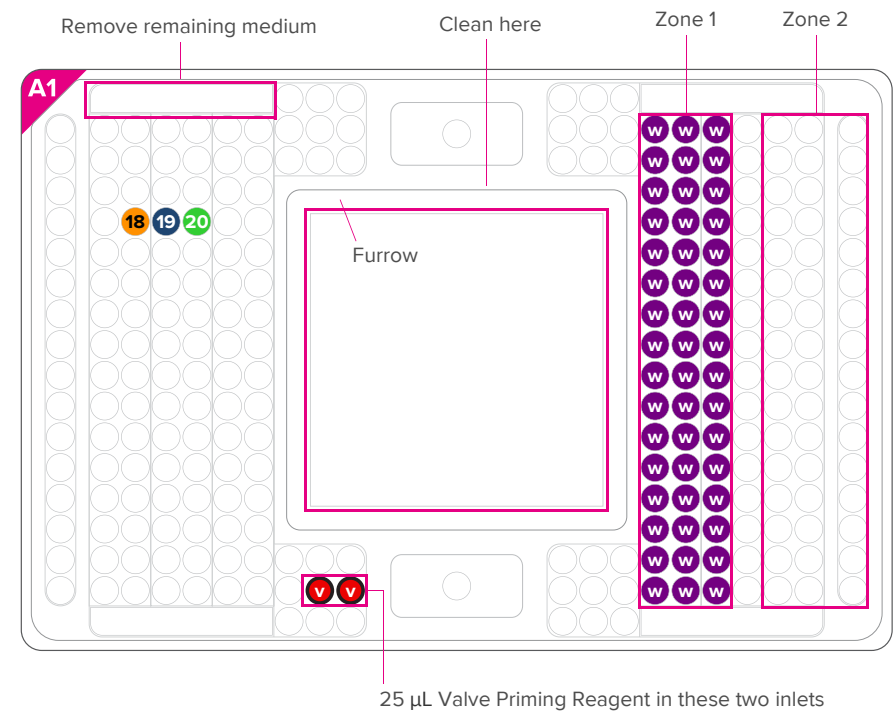 Remove remaining medium
Clean here
Zone 1
Zone 2
A1
w w w
w w w
w w w
18 19 20 w w w
Furrow
w w w
w w w
w w w
w w w
w w w
w w w
w w w
w w w
w w w
w w w
w w w
v v w w w
25 µL Valve Priming Reagent in these two inlets